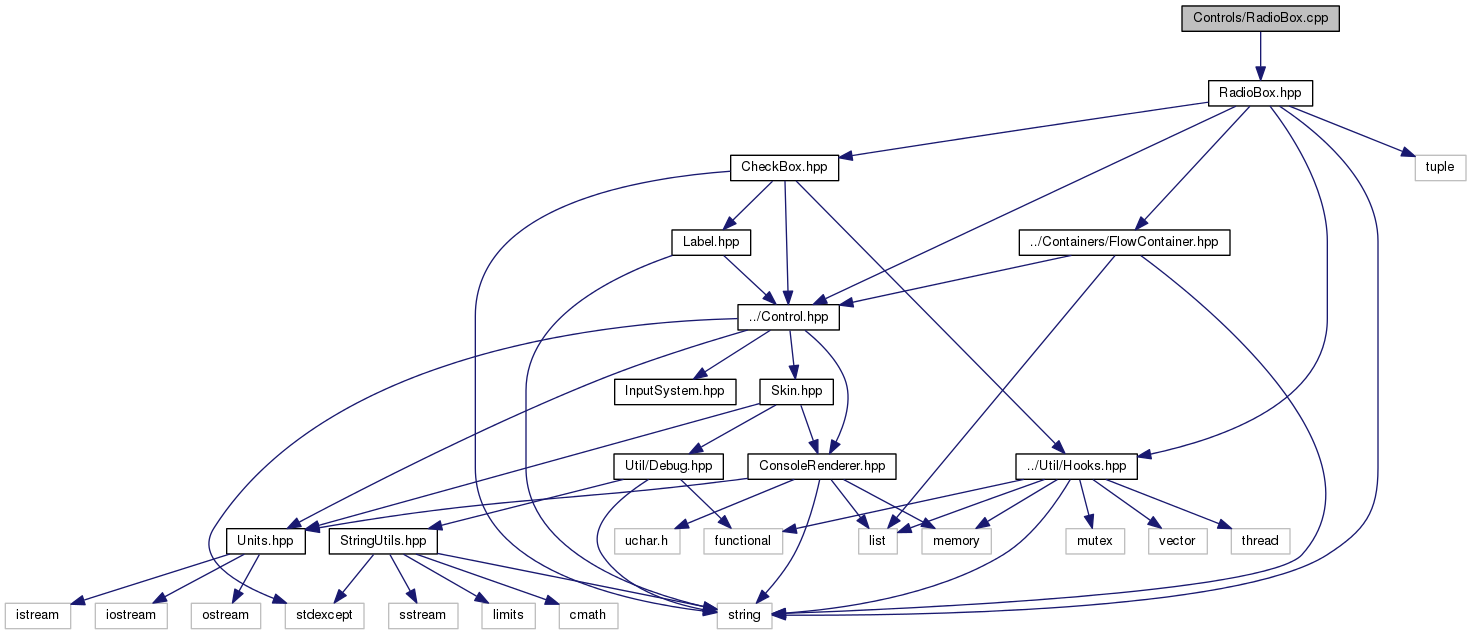 Controls/RadioBox.cpp
RadioBox.hpp
CheckBox.hpp
tuple
Label.hpp
../Containers/FlowContainer.hpp
../Control.hpp
InputSystem.hpp
Skin.hpp
Util/Debug.hpp
ConsoleRenderer.hpp
../Util/Hooks.hpp
Units.hpp
StringUtils.hpp
uchar.h
functional
list
memory
mutex
vector
thread
istream
iostream
ostream
stdexcept
sstream
limits
cmath
string